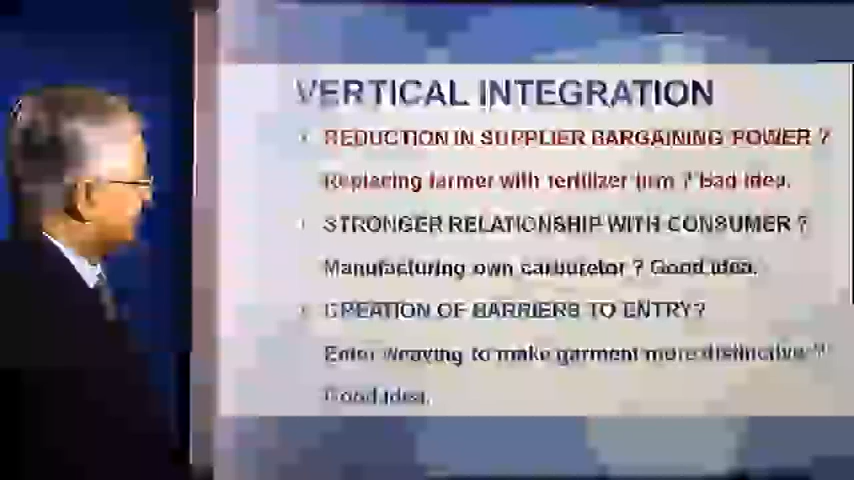 VERTICAL INTEGRATION
REDUCTION IN SUPPLIER BARGAINING POWER ?
Replacing farmer with fertilizer firm ? Bad idea.
STRONGER RELATIONSHIP WITH CONSUMER ?
Manufacturing own carburetor ? Good idea.
CREATION OF BARRIERS TO ENTRY?
Enter weaving to make garment more distinctive ?
Good idea.